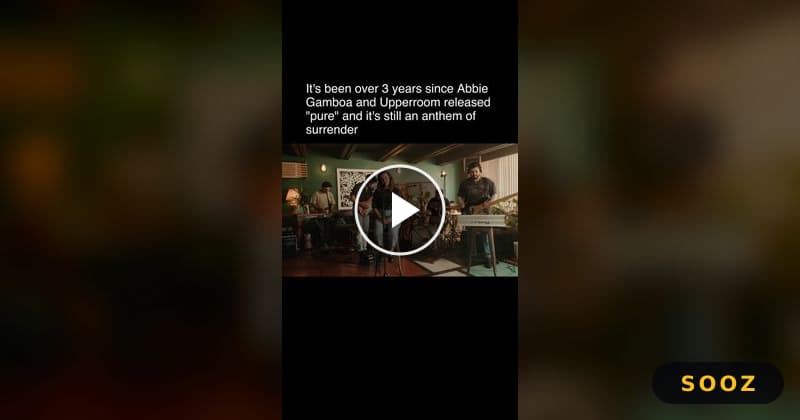 It's been over 3 years since Abbie
Gamboa and Upperroom released
"pure" and it's still an anthem of
surrender
SOOZ